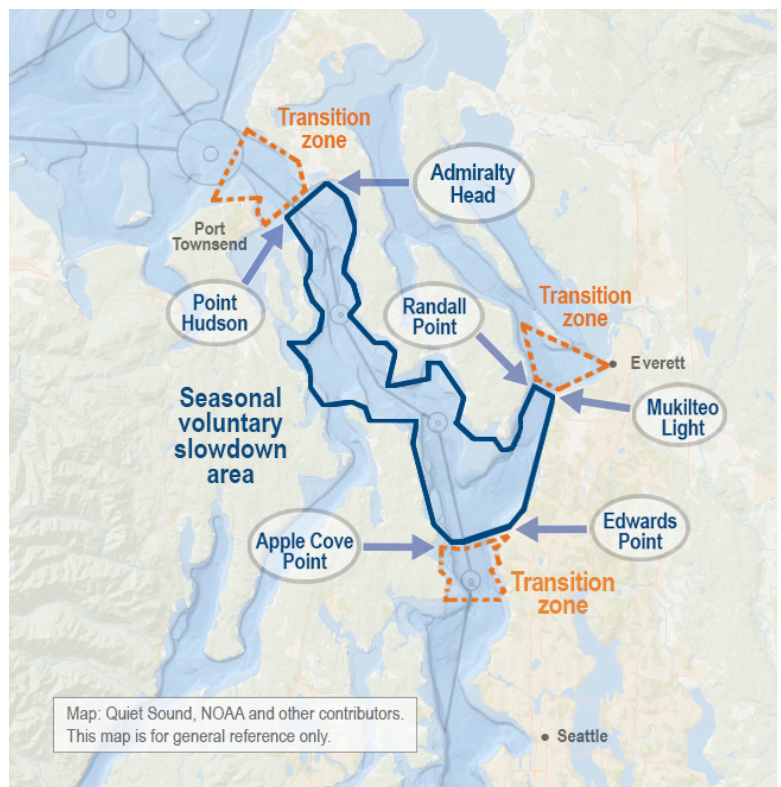 Transition
zone
Admiralty
Head
Port
Townsend
Point
Hudson
Randall
Point
Transition
zone
Everett
Seasonal
voluntary
slowdown
area
Mukilteo
Light
Apple Cove
Point
Edwards
Point
Transition
zone
Map: Quiet Sound, NOAA and other contributors.
This map is for general reference only.
Seattle